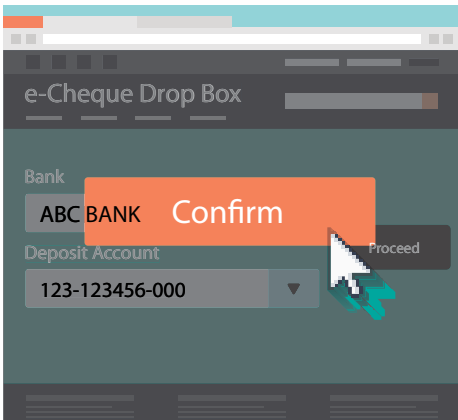 e-Cheque Drop Box
Bank
ABC BANK
Confirm
Deposit Account
Proceed
123-123456-000